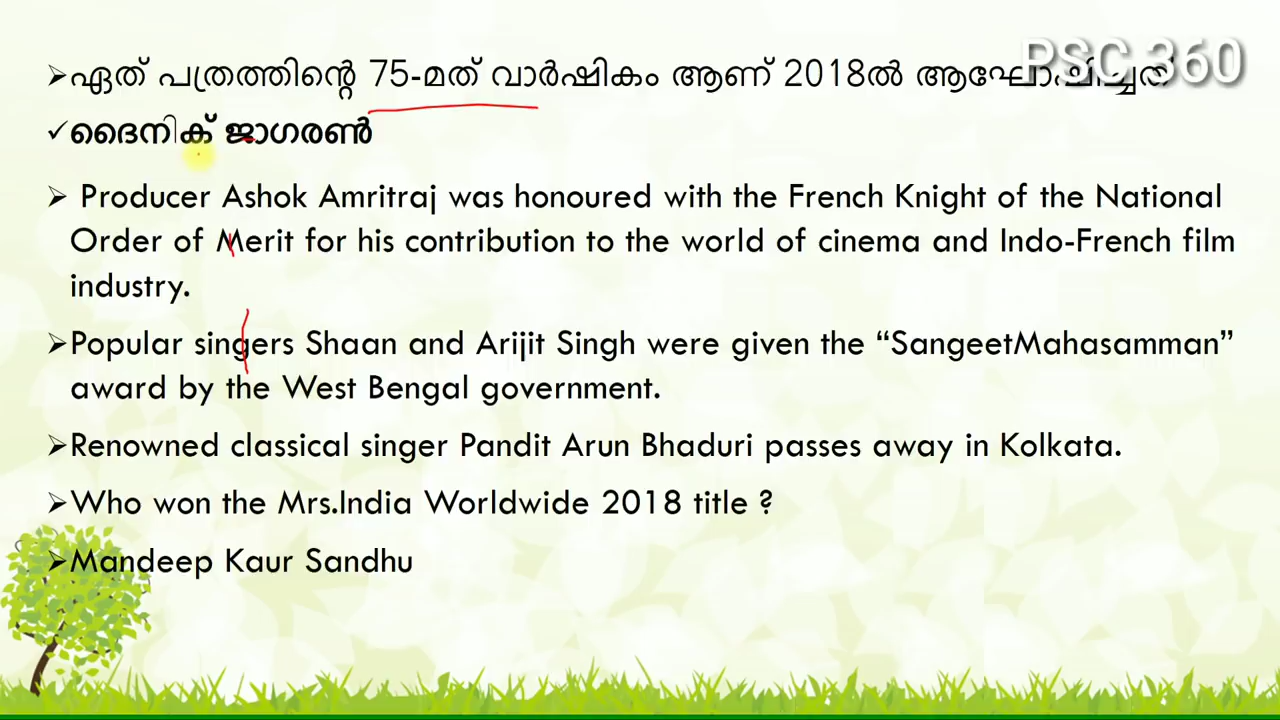 PSC 360
➢ഏത് പത്രത്തിന്റെ 75-മത് വാർഷികം ആണ് 2018ൽ ആഘോഷിച്ചത്
✓ദൈനിക് ജാഗരൺ
➢ Producer Ashok Amritraj was honoured with the French Knight of the National
Order of Merit for his contribution to the world of cinema and Indo-French film
industry.
➢Popular singers Shaan and Arijit Singh were given the “SangeetMahasamman”
award by the West Bengal government.
➢Renowned classical singer Pandit Arun Bhaduri passes away in Kolkata.
➢Who won the Mrs.India Worldwide 2018 title ?
➢Mandeep Kaur Sandhu